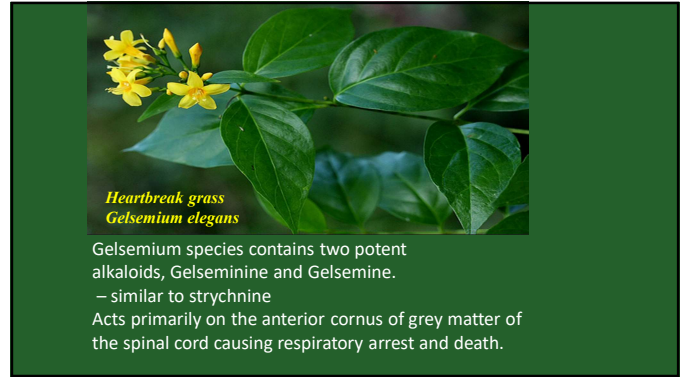 Heartbreak grass
Gelsemium elegans
Gelsemium species contains two potent
alkaloids, Gelseminine and Gelsemine.
– similar to strychnine
Acts primarily on the anterior cornus of grey matter of
the spinal cord causing respiratory arrest and death.